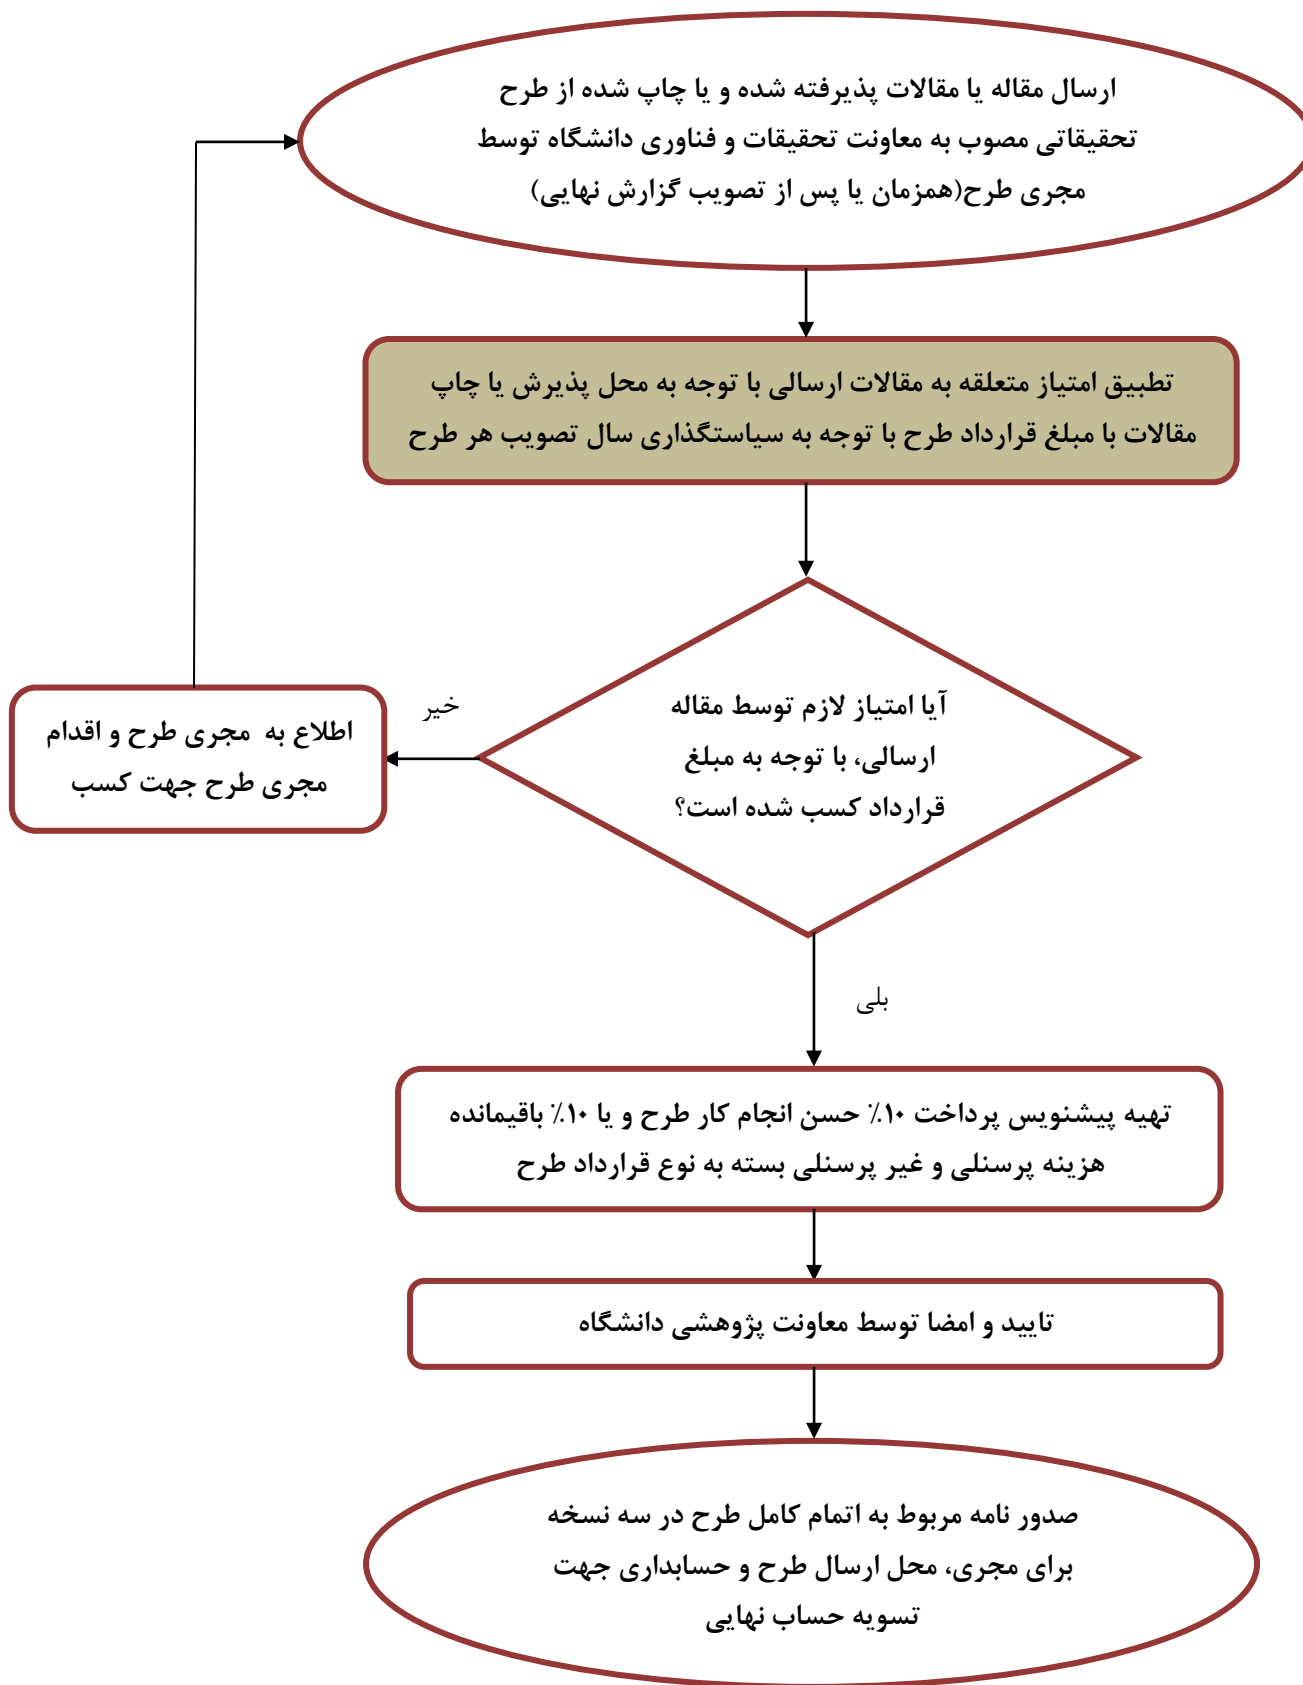 ارسال مقاله یا مقالات پذیرفته شده و یا چاپ شده از طرح
تحقیقاتی مصوب به معاونت تحقیقات و فناوری دانشگاه توسط
مجری طرح(همزمان یا پس از تصویب گزارش نهایی)
تطبیق امتیاز متعلقه به مقالات ارسالی با توجه به محل پذیرش یا چاپ
مقالات با مبلغ قرارداد طرح با توجه به سیاستگذاری سال تصویب هر طرح
آیا امتیاز لازم توسط مقاله
ارسالی، با توجه به مبلغ
قرارداد کسب شده است؟
خیر
اطلاع به مجری طرح و اقدام
مجری طرح جهت کسب
بلی
تهیه پیشنویس پرداخت ۱۰٪ حسن انجام کار طرح و یا ۱۰٪ باقیمانده
هزینه پرسنلی و غیر پرسنلی بسته به نوع قرارداد طرح
تایید و امضا توسط معاونت پژوهشی دانشگاه
صدور نامه مربوط به اتمام کامل طرح در سه نسخه
برای مجری، محل ارسال طرح و حسابداری جهت
تسویه حساب نهایی